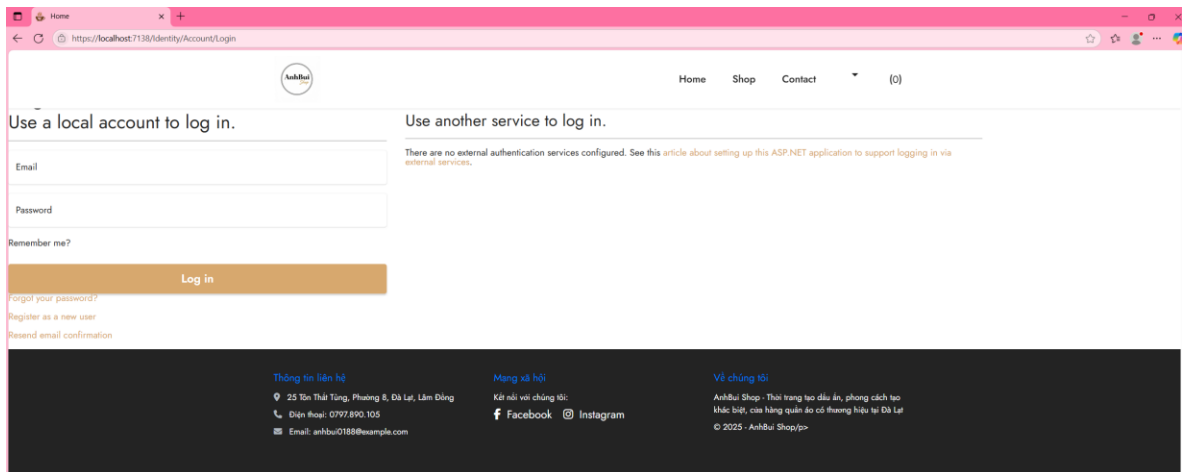 Home
https://localhost:7138/Identity/Account/Login
AnhBui
Shop
Home
Shop
Contact
(0)
Use a local account to log in.
Email
Password
Remember me?
Log in
Forgot your password?
Register as a new user
Resend email confirmation
Use another service to log in.
There are no external authentication services configured. See this article about setting up this ASP.NET application to support logging in via
external services.
Thông tin liên hệ
25 Tôn Thất Tùng, Phường 8, Đà Lạt, Lâm Đồng
Điện thoại: 0797.890.105
Email: anhbui0188@example.com
Mạng xã hội
Kết nối với chúng tôi:
Facebook
Instagram
Về chúng tôi
AnhBui Shop - Thời trang tạo dấu ấn, phong cách tạo
khác biệt, cửa hàng quần áo có thương hiệu tại Đà Lạt
© 2025 - AnhBui Shop/p>